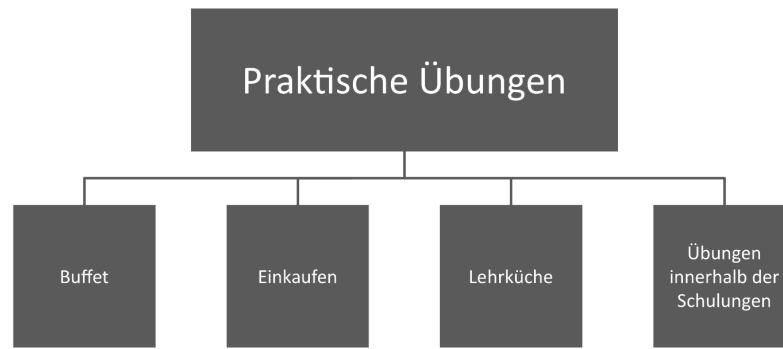 Praktische Übungen
Buffet
Einkaufen
Lehrküche
Übungen
innerhalb der
Schulungen